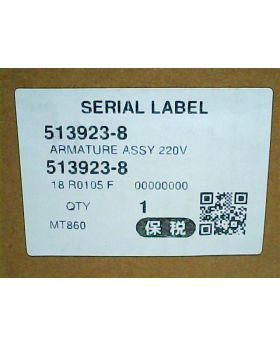 SERIAL LABEL
513923-8
ARMATURE ASSY 220V
513923-8
18 R0105 F 00000000
QTY 1
MT860 保税